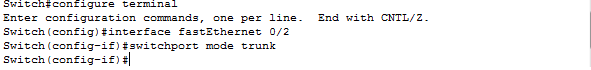 Switch#configure terminal
Enter configuration commands, one per line.  End with CNTL/Z.
Switch(config)#interface fastEthernet 0/2
Switch(config-if)#switchport mode trunk
Switch(config-if)#